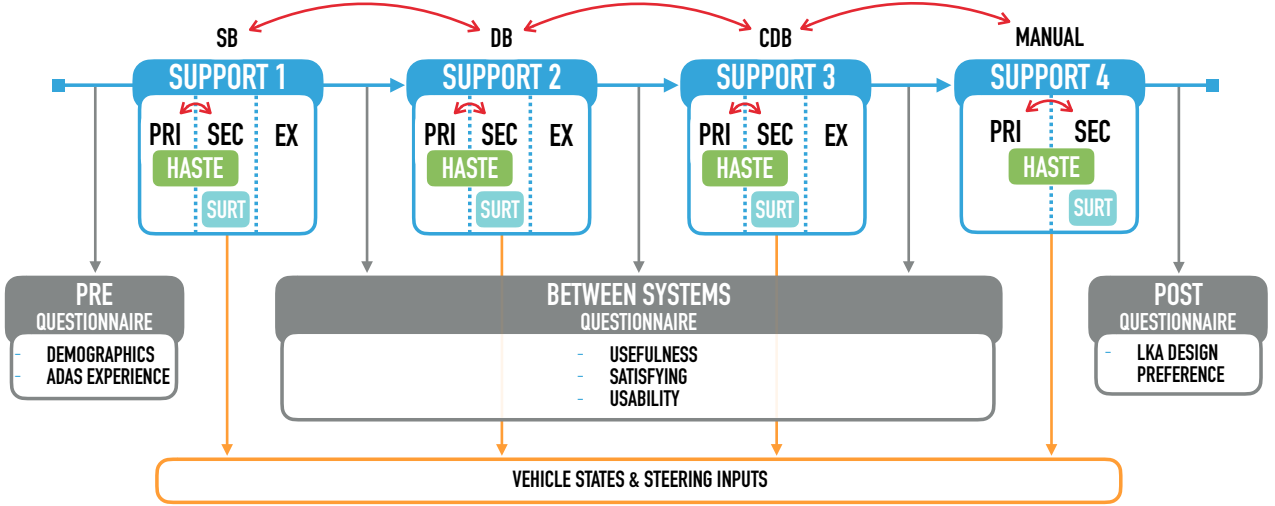 SB
DB
CDB
MANUAL
SUPPORT 1
SUPPORT 2
SUPPORT 3
SUPPORT 4
PRI SEC EX
PRI SEC EX
PRI SEC EX
PRI SEC
HASTE
HASTE
HASTE
HASTE
SURT
SURT
SURT
SURT
PRE
QUESTIONNAIRE
- DEMOGRAPHICS
- ADAS EXPERIENCE
BETWEEN SYSTEMS
QUESTIONNAIRE
- USEFULNESS
- SATISFYING
- USABILITY
POST
QUESTIONNAIRE
- LKA DESIGN
PREFERENCE
VEHICLE STATES & STEERING INPUTS